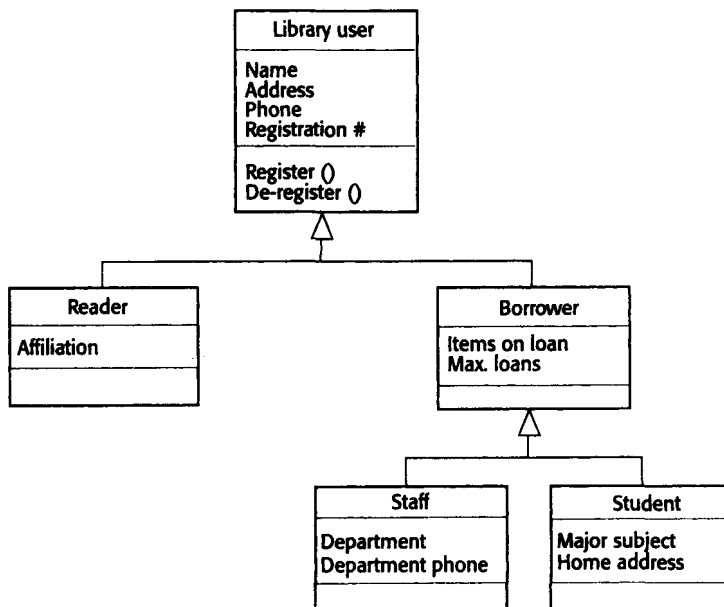 Library user
Name
Address
Phone
Registration #
Register ()
De-register ()
Reader
Affiliation
Borrower
Items on loan
Max. loans
Staff
Department
Department phone
Student
Major subject
Home address